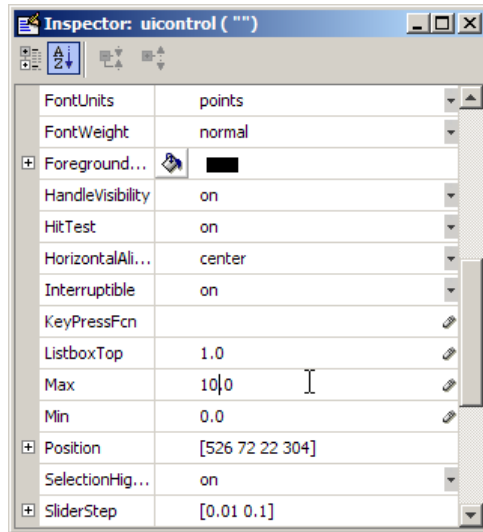 Inspector: uicontrol ( "")
FontUnits points
FontWeight normal
Foreground...
HandleVisibility on
HitTest on
HorizontalAli... center
Interruptible on
KeyPressFcn
ListboxTop 1.0
Max 10.0
Min 0.0
Position [526 72 22 304]
SelectionHig... on
SliderStep [0.01 0.1]